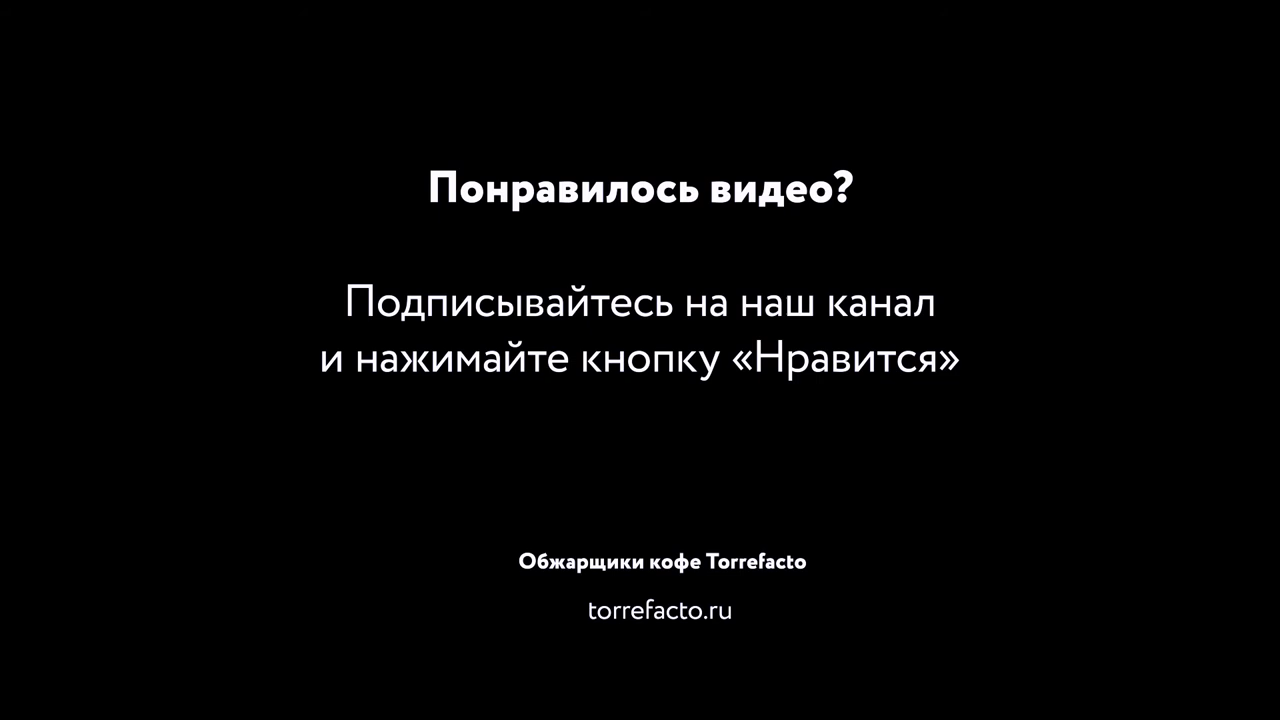 Понравилось видео?
Подписывайтесь на наш канал
и нажимайте кнопку «Нравится»
Обжарщики кофе Torrefacto
torrefacto.ru